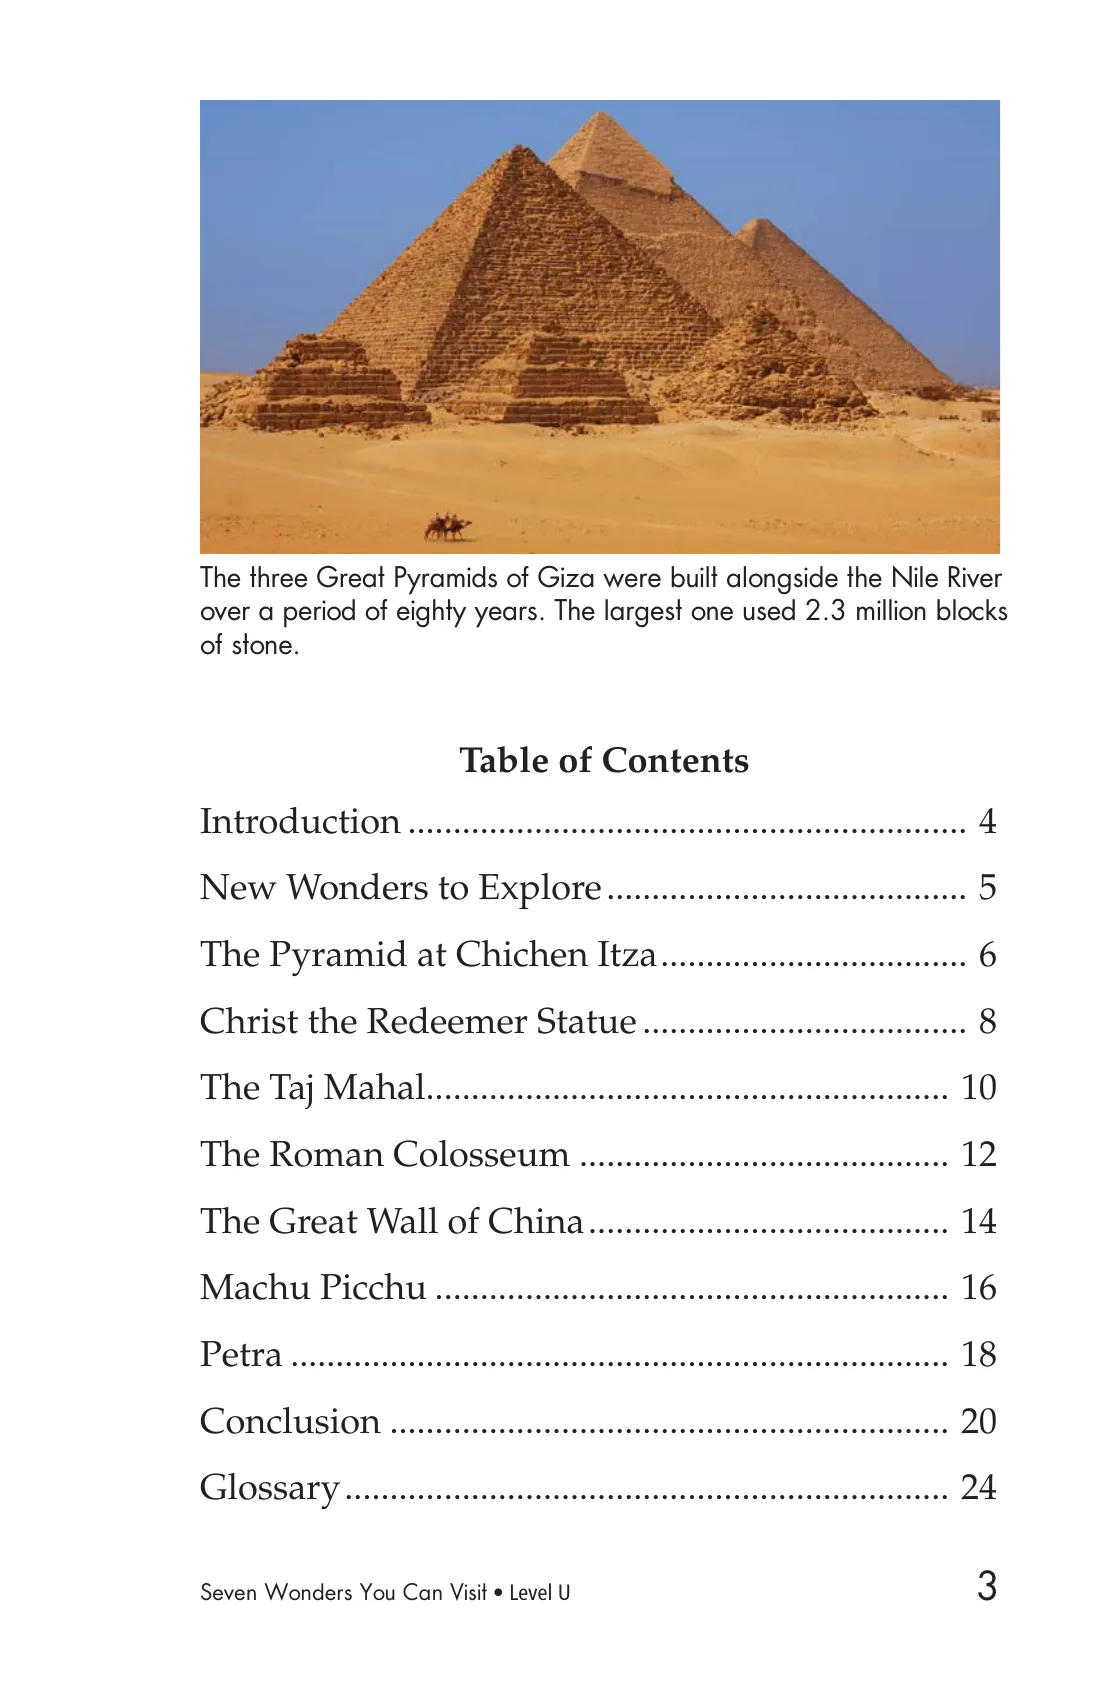 The three Great Pyramids of Giza were built alongside the Nile River
over a period of eighty years. The largest one used 2.3 million blocks
of stone.
Table of Contents
Introduction .............................................................. 4
New Wonders to Explore........................................ 5
The Pyramid at Chichen Itza.................................. 6
Christ the Redeemer Statue .................................... 8
The Taj Mahal.......................................................... 10
The Roman Colosseum ......................................... 12
The Great Wall of China........................................ 14
Machu Picchu ......................................................... 16
Petra ......................................................................... 18
Conclusion .............................................................. 20
Glossary................................................................... 24
Seven Wonders You Can Visit • Level U
3